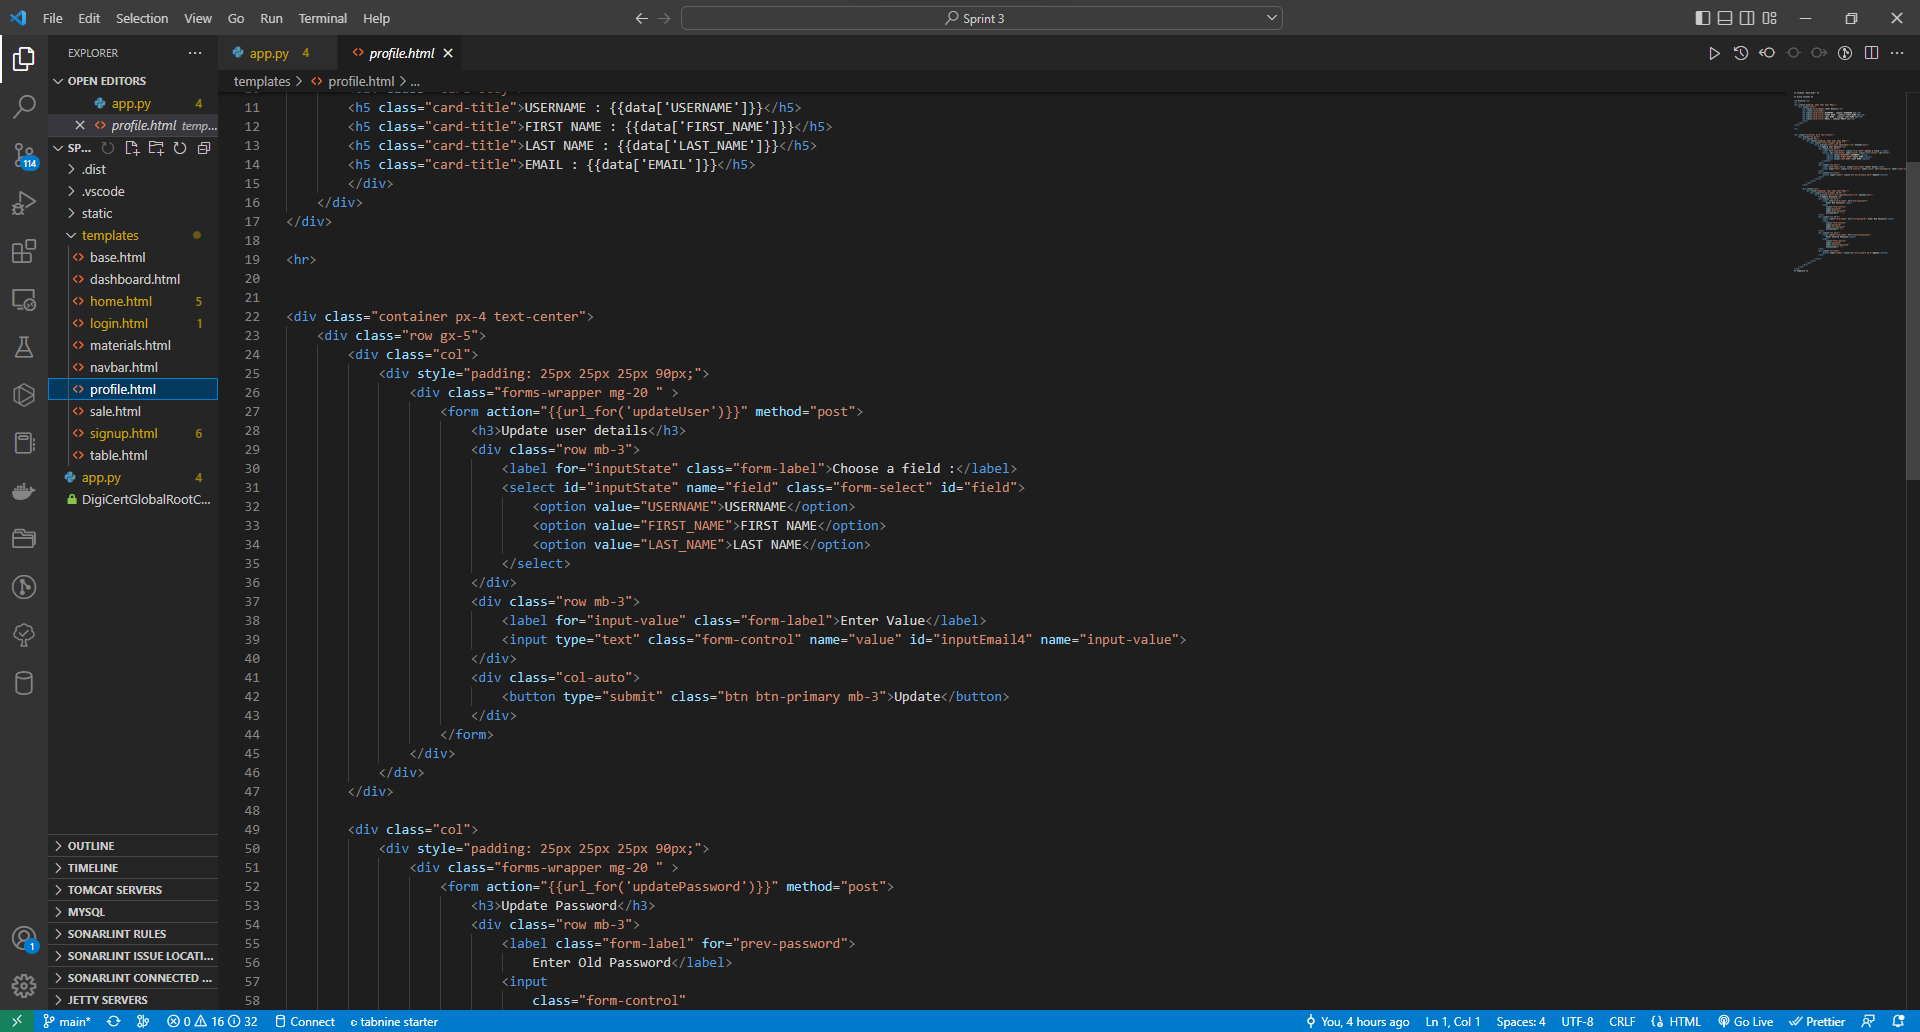 File Edit Selection View Go Run Terminal Help
Sprint 3
EXPLORER
OPEN EDITORS
app.py 4
profile.html temp...
SP...
.dist
.vscode
static
templates
base.html
dashboard.html
home.html 5
login.html 1
materials.html
navbar.html
profile.html
sale.html
signup.html 6
table.html
app.py 4
DigiCertGlobalRootC...
OUTLINE
TIMELINE
TOMCAT SERVERS
MYSQL
SONARLINT RULES
SONARLINT ISSUE LOCATI...
SONARLINT CONNECTED ...
JETTY SERVERS
114
1
app.py 4 profile.html
templates > profile.html > ...
11 <h5 class="card-title">USERNAME : {{data['USERNAME']}}</h5>
12 <h5 class="card-title">FIRST NAME : {{data['FIRST_NAME']}}</h5>
13 <h5 class="card-title">LAST NAME : {{data['LAST_NAME']}}</h5>
14 <h5 class="card-title">EMAIL : {{data['EMAIL']}}</h5>
15 </div>
16 </div>
17 </div>
18
19 <hr>
20
21
22 <div class="container px-4 text-center">
23 <div class="row gx-5">
24 <div class="col">
25 <div style="padding: 25px 25px 25px 90px;">
26 <div class="forms-wrapper mg-20 " >
27 <form action="{{url_for('updateUser')}}" method="post">
28 <h3>Update user details</h3>
29 <div class="row mb-3">
30 <label for="inputState" class="form-label">Choose a field :</label>
31 <select id="inputState" name="field" class="form-select" id="field">
32 <option value="USERNAME">USERNAME</option>
33 <option value="FIRST_NAME">FIRST NAME</option>
34 <option value="LAST_NAME">LAST NAME</option>
35 </select>
36 </div>
37 <div class="row mb-3">
38 <label for="input-value" class="form-label">Enter Value</label>
39 <input type="text" class="form-control" name="value" id="inputEmail4" name="input-value">
40 </div>
41 <div class="col-auto">
42 <button type="submit" class="btn btn-primary mb-3">Update</button>
43 </div>
44 </form>
45 </div>
46 </div>
47 </div>
48
49 <div class="col">
50 <div style="padding: 25px 25px 25px 90px;">
51 <div class="forms-wrapper mg-20 " >
52 <form action="{{url_for('updatePassword')}}" method="post">
53 <h3>Update Password</h3>
54 <div class="row mb-3">
55 <label class="form-label" for="prev-password">
56 Enter Old Password</label>
57 <input
58 class="form-control"
main* 0 16 32 Connect tabnine starter You, 4 hours ago Ln 1, Col 1 Spaces: 4 UTF-8 CRLF HTML Go Live Prettier